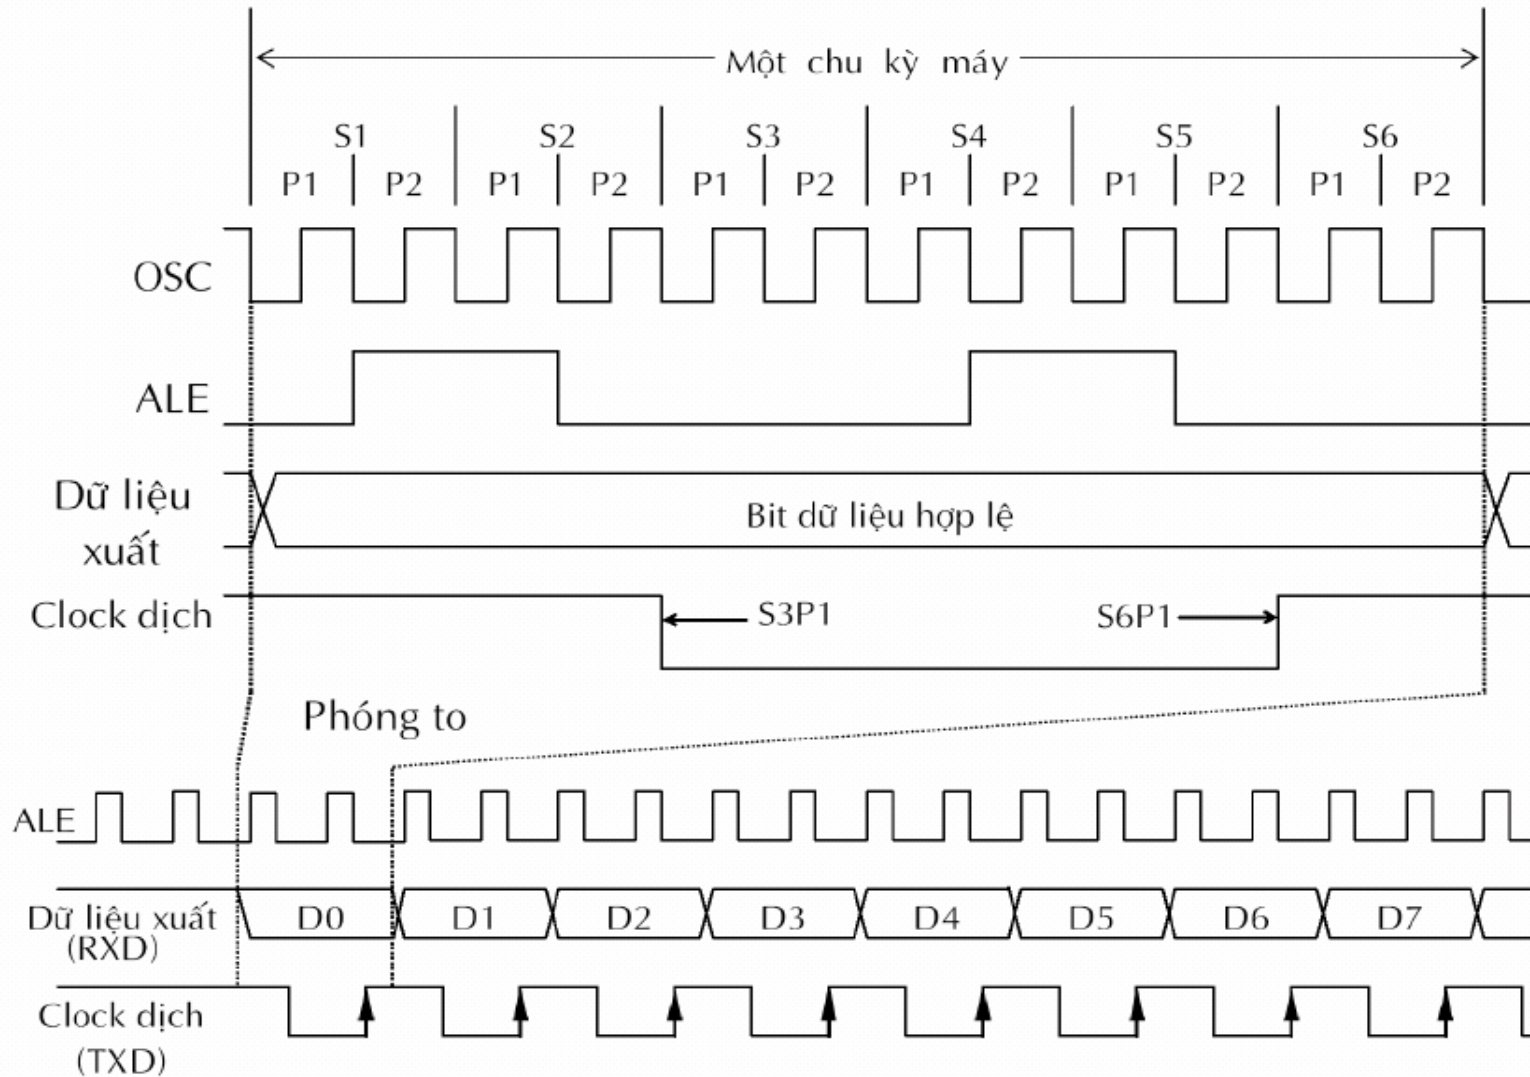 Một chu kỳ máy
S1 S2 S3 S4 S5 S6
P1 P2 P1 P2 P1 P2 P1 P2 P1 P2 P1 P2
OSC
ALE
Dữ liệu
xuất
Bit dữ liệu hợp lệ
Clock dịch
S3P1
S6P1
Phóng to
ALE
Dữ liệu xuất
(RXD)
D0 D1 D2 D3 D4 D5 D6 D7
Clock dịch
(TXD)